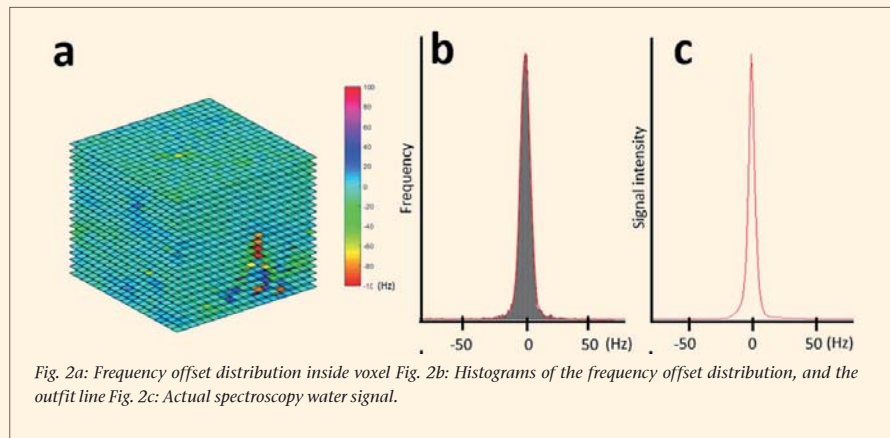 a
b
c
100
80
60
40
20
0
-20
-40
-60
-80
-10 (Hz)
Frequency
-50 0 50 (Hz)
Signal intensity
-50 0 50 (Hz)
Fig. 2a: Frequency offset distribution inside voxel Fig. 2b: Histograms of the frequency offset distribution, and the
outfit line Fig. 2c: Actual spectroscopy water signal.